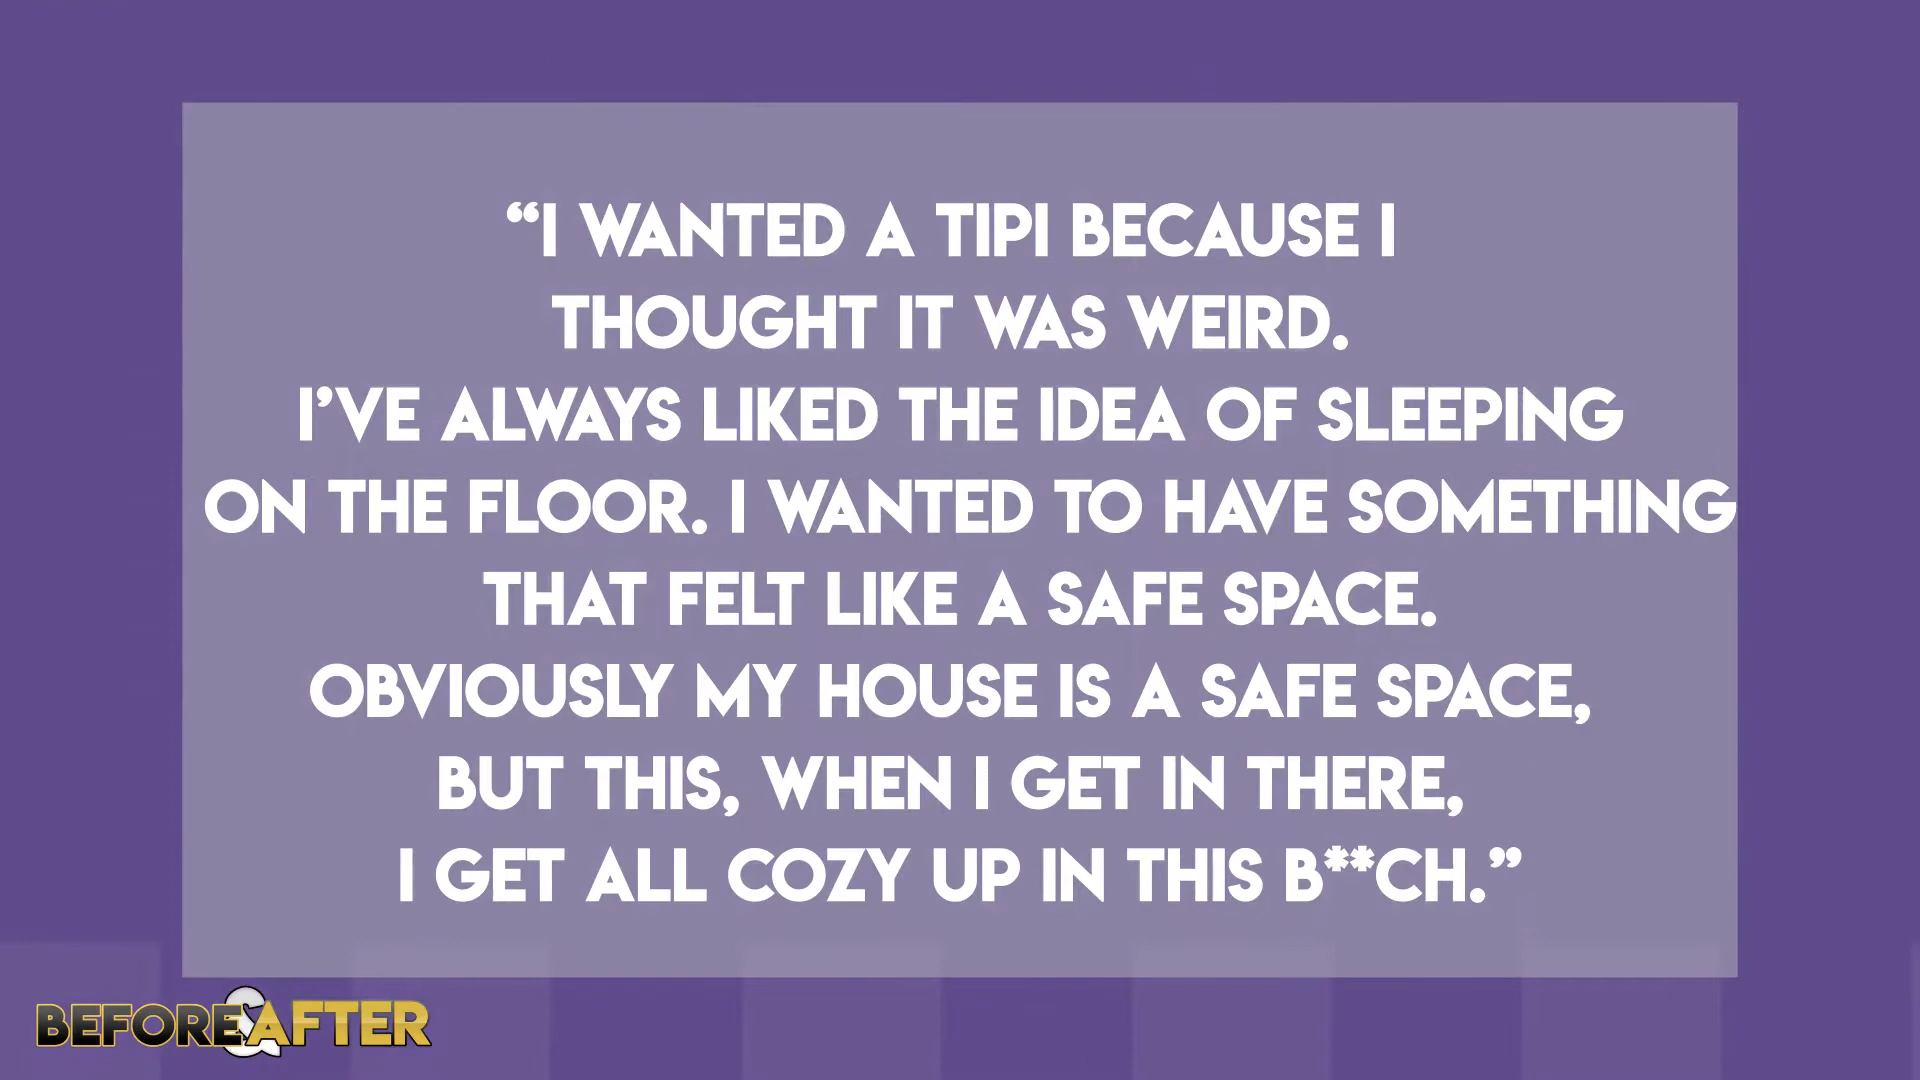 “I WANTED A TIPI BECAUSE I
THOUGHT IT WAS WEIRD.
I’VE ALWAYS LIKED THE IDEA OF SLEEPING
ON THE FLOOR. I WANTED TO HAVE SOMETHING
THAT FELT LIKE A SAFE SPACE.
OBVIOUSLY MY HOUSE IS A SAFE SPACE,
BUT THIS, WHEN I GET IN THERE,
I GET ALL COZY UP IN THIS B**CH.”
BEFORE & AFTER